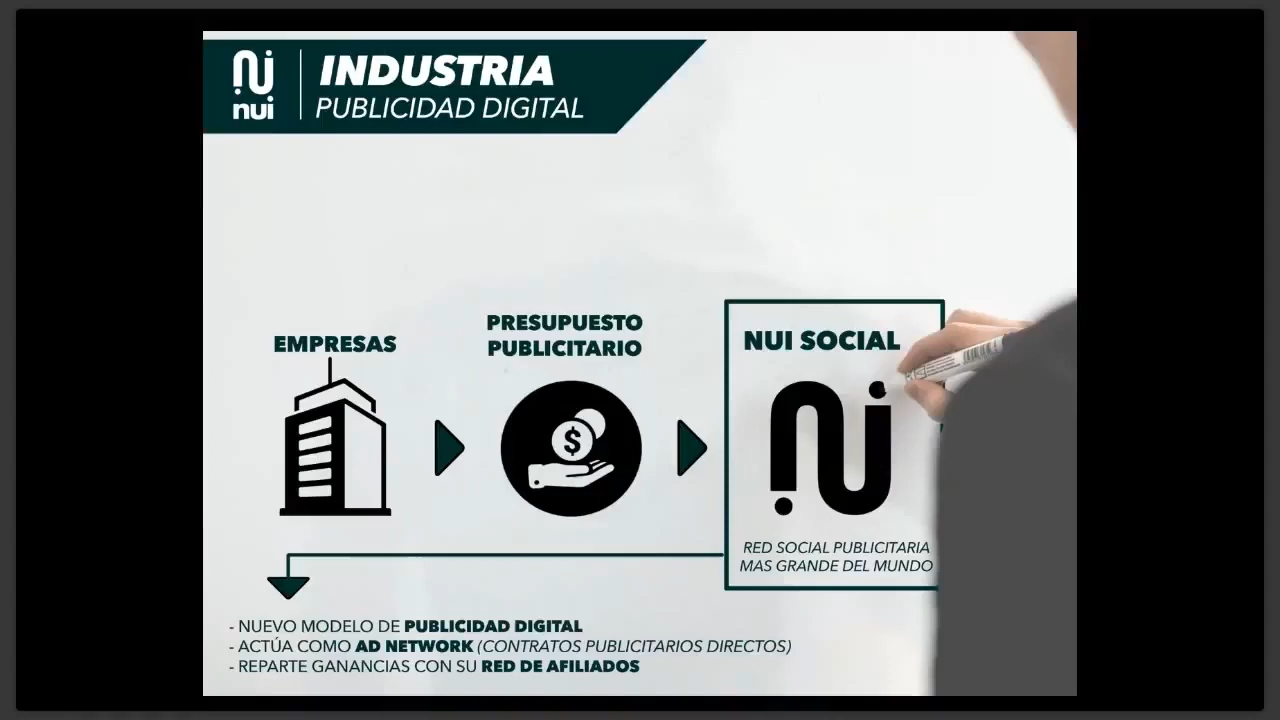 nui
INDUSTRIA
PUBLICIDAD DIGITAL
EMPRESAS
PRESUPUESTO
PUBLICITARIO
$
NUI SOCIAL
RED SOCIAL PUBLICITARIA
MAS GRANDE DEL MUNDO
- NUEVO MODELO DE PUBLICIDAD DIGITAL
- ACTÚA COMO AD NETWORK (CONTRATOS PUBLICITARIOS DIRECTOS)
- REPARTE GANANCIAS CON SU RED DE AFILIADOS